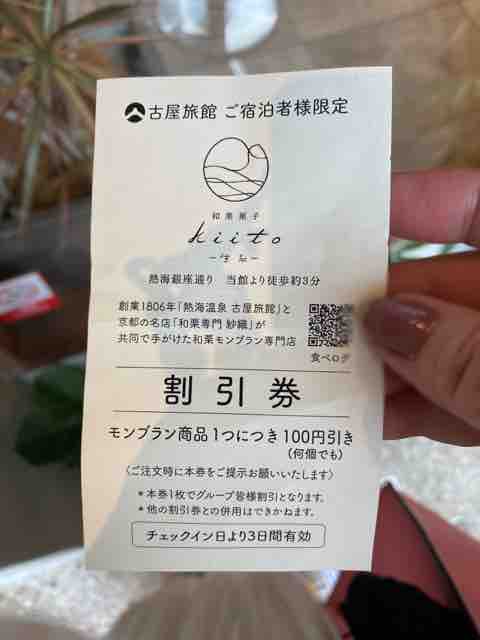 古屋旅館 ご宿泊者様限定
和栗菓子
kiito
熱海銀座通り 当館より徒歩約3分
創業1806年「熱海温泉 古屋旅館」と
京都の名店「和栗専門 紗織」が
共同で手がけた和栗モンブラン専門店
食べログ
割引券
モンブラン商品1つにつき100円引き
(何個でも)
〈ご注文時に本券をご提示お願いいたします〉
*本券1枚でグループ皆様割引となります。
*他の割引券との併用はできかねます。
チェックイン日より3日間有効